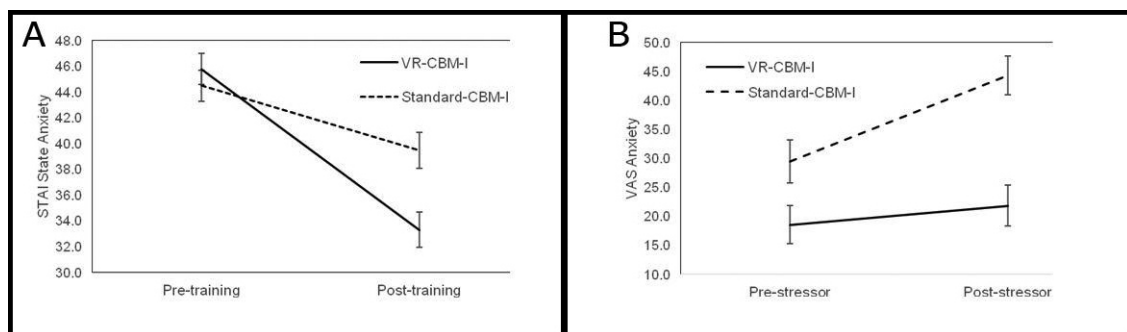 A
48.0
46.0
44.0
42.0
40.0
38.0
36.0
34.0
32.0
30.0
STAI State Anxiety
VR-CBM-I
Standard-CBM-I
Pre-training
Post-training
B
50.0
45.0
40.0
35.0
30.0
25.0
20.0
15.0
10.0
VAS Anxiety
VR-CBM-I
Standard-CBM-I
Pre-stressor
Post-stressor